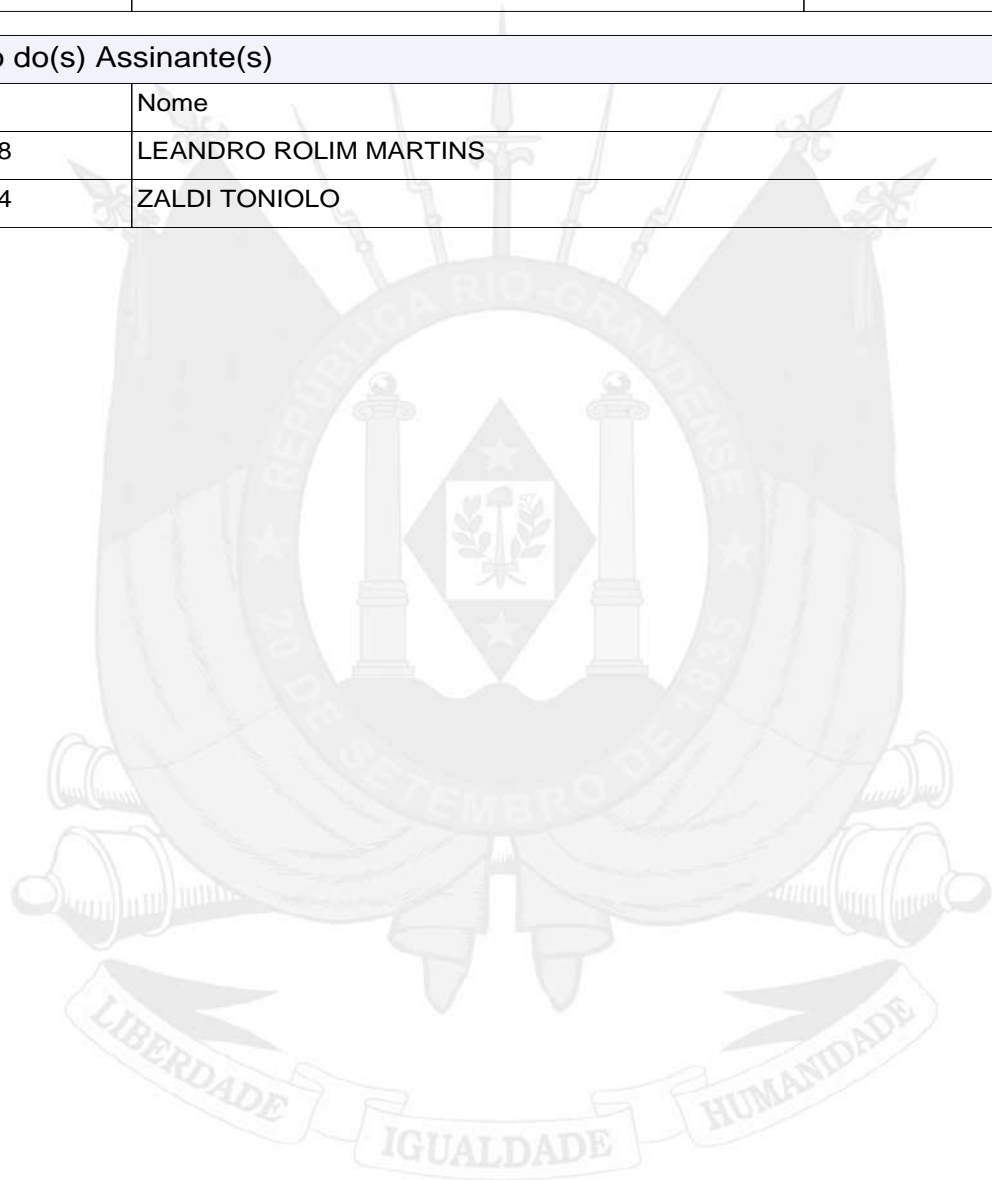 o do(s) Assinante(s)
Nome
8 LEANDRO ROLIM MARTINS
4 ZALDI TONIOLO
REPÚBLICA RIO-GRANDENSE
20 DE SETEMBRO DE 1835
LIBERDADE IGUALDADE HUMANIDADE